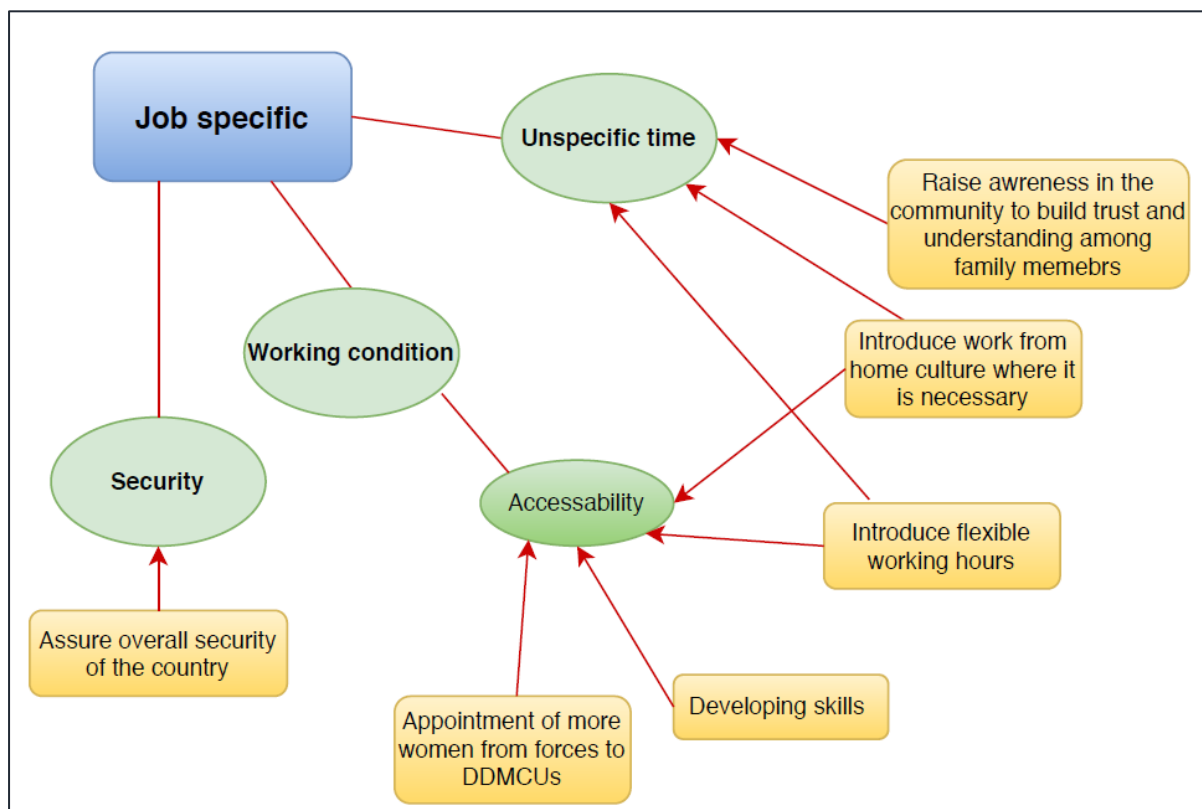 Job specific
Unspecific time
Raise awreness in the
community to build trust and
understanding among
family memebrs
Working condition
Introduce work from
home culture where it
is necessary
Security
Accessability
Introduce flexible
working hours
Assure overall security
of the country
Appointment of more
women from forces to
DDMCUs
Developing skills